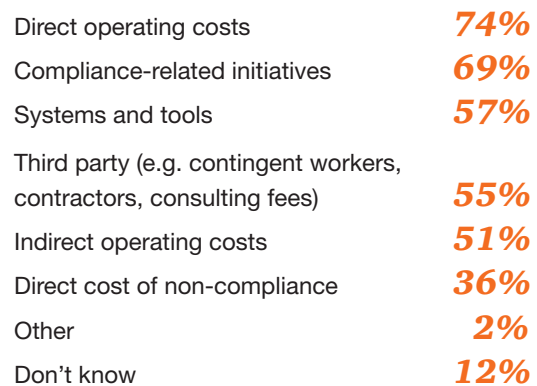 Direct operating costs 74%
Compliance-related initiatives 69%
Systems and tools 57%
Third party (e.g. contingent workers,
contractors, consulting fees) 55%
Indirect operating costs 51%
Direct cost of non-compliance 36%
Other 2%
Don’t know 12%